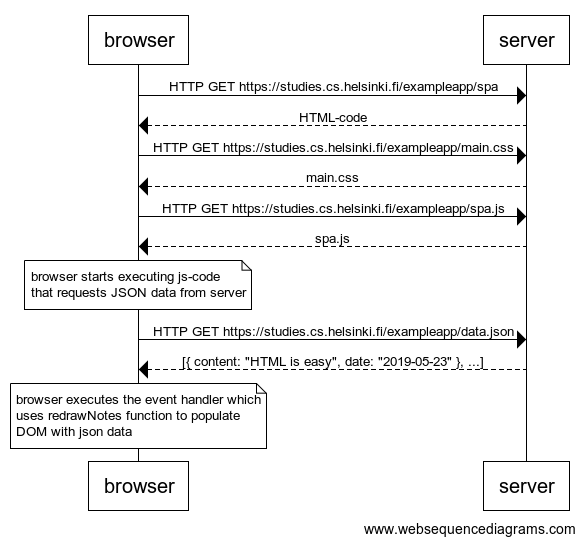 browser
server
HTTP GET https://studies.cs.helsinki.fi/exampleapp/spa
HTML-code
HTTP GET https://studies.cs.helsinki.fi/exampleapp/main.css
main.css
HTTP GET https://studies.cs.helsinki.fi/exampleapp/spa.js
spa.js
browser starts executing js-code
that requests JSON data from server
HTTP GET https://studies.cs.helsinki.fi/exampleapp/data.json
[{ content: "HTML is easy", date: "2019-05-23" }, ...]
browser executes the event handler which
uses redrawNotes function to populate
DOM with json data
browser
server
www.websequencediagrams.com